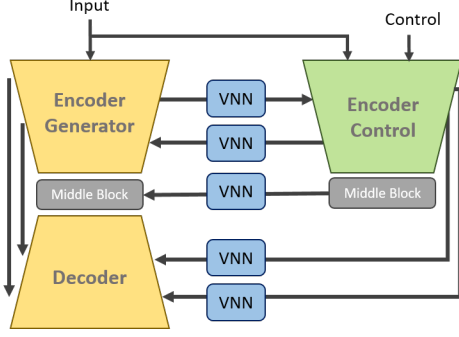 Input
Control
Encoder
Generator
VNN
Encoder
Control
VNN
Middle Block
VNN
Middle Block
Decoder
VNN
VNN